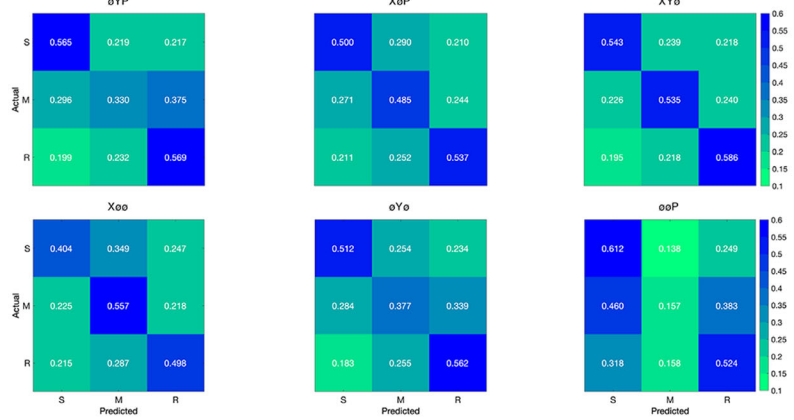 øYP
XøP
XYø
S 0.565 0.219 0.217
M 0.296 0.330 0.375
R 0.199 0.232 0.569
Actual
0.500 0.290 0.210
0.271 0.485 0.244
0.211 0.252 0.537
0.543 0.239 0.218
0.226 0.535 0.240
0.195 0.218 0.586
0.6
0.55
0.5
0.45
0.4
0.35
0.3
0.25
0.2
0.15
0.1
Xøø
øYø
øøP
S 0.404 0.349 0.247
M 0.225 0.557 0.218
R 0.215 0.287 0.498
Actual
S M R
Predicted
0.512 0.254 0.234
0.284 0.377 0.339
0.183 0.255 0.562
S M R
Predicted
0.612 0.138 0.249
0.460 0.157 0.383
0.318 0.158 0.524
S M R
Predicted
0.6
0.55
0.5
0.45
0.4
0.35
0.3
0.25
0.2
0.15
0.1